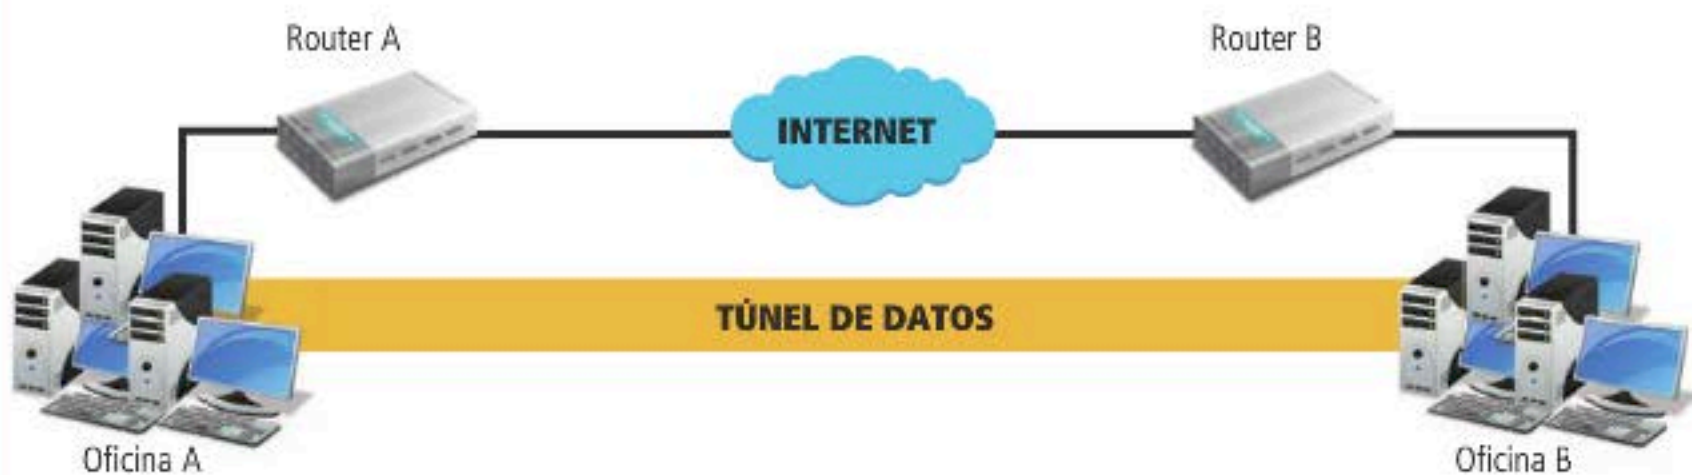 Router A
Router B
INTERNET
TÚNEL DE DATOS
Oficina A
Oficina B